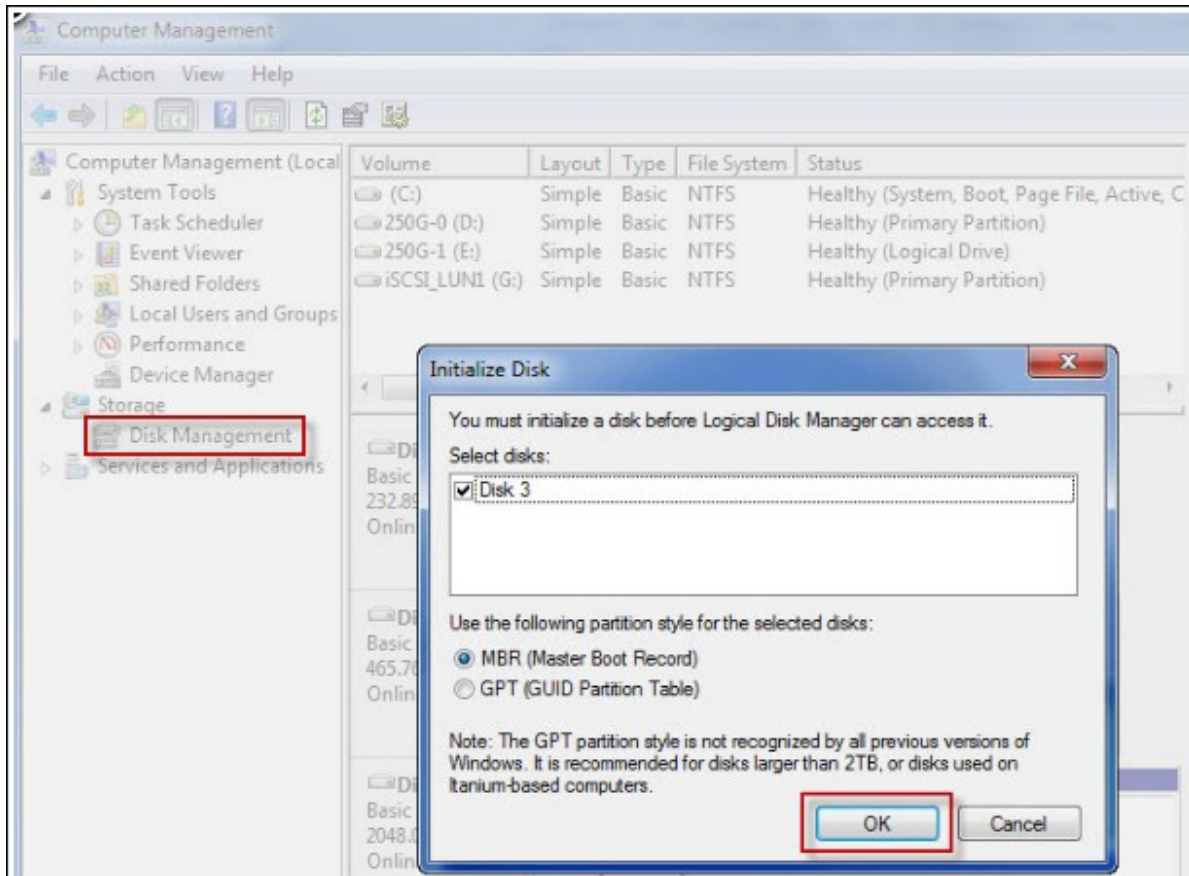 Computer Management
File Action View Help
Computer Management (Local
System Tools
Task Scheduler
Event Viewer
Shared Folders
Local Users and Groups
Performance
Device Manager
Storage
Disk Management
Services and Applications
Volume Layout Type File System Status
(C:) Simple Basic NTFS Healthy (System, Boot, Page File, Active, C
250G-0 (D:) Simple Basic NTFS Healthy (Primary Partition)
250G-1 (E:) Simple Basic NTFS Healthy (Logical Drive)
iSCSI_LUN1 (G:) Simple Basic NTFS Healthy (Primary Partition)
Di
Basic
232.89
Onlin
Di
Basic
465.76
Onlin
Di
Basic
2048.0
Onlin
Initialize Disk
You must initialize a disk before Logical Disk Manager can access it.
Select disks:
Disk 3
Use the following partition style for the selected disks:
MBR (Master Boot Record)
GPT (GUID Partition Table)
Note: The GPT partition style is not recognized by all previous versions of
Windows. It is recommended for disks larger than 2TB, or disks used on
Itanium-based computers.
OK Cancel